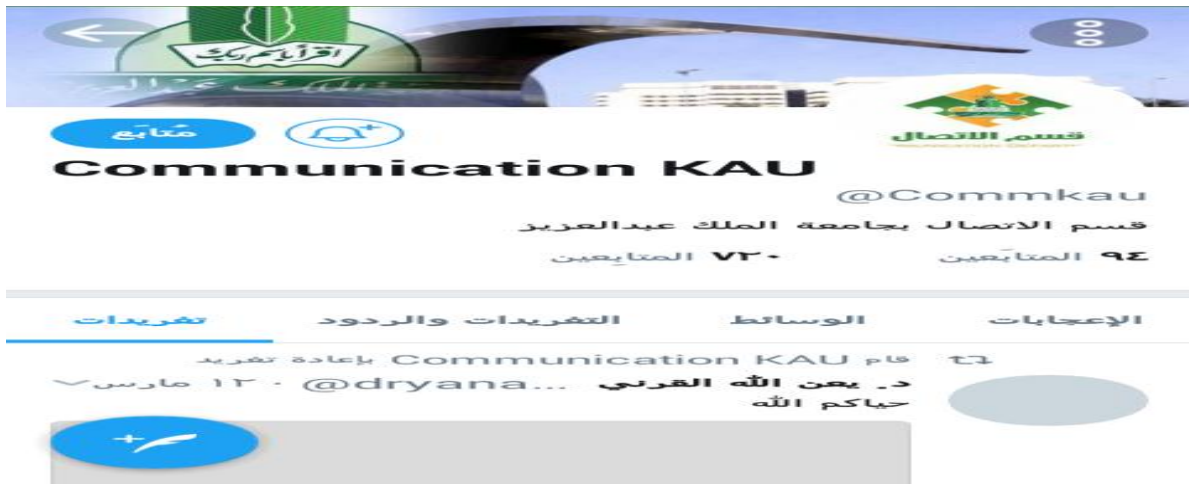 اقرأ باسم ربك
قسم الاتصال
مُتابَع
Communication KAU
@Commkau
قسم الاتصال بجامعة الملك عبدالعزيز
٩٤ المتابَعين ٧٢٠ المتابِعين
تغريدات التغريدات والردود الوسائط الإعجابات
قام Communication KAU بإعادة تغريد
د. يعن الله القرني @dryana... · ١٢ مارس
حياكم الله